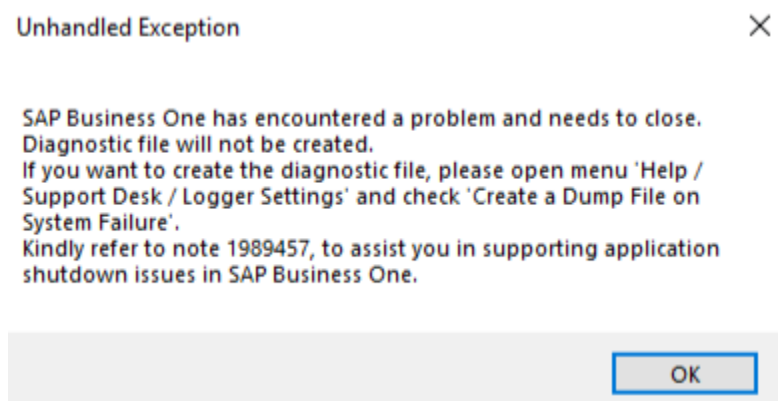 Unhandled Exception
SAP Business One has encountered a problem and needs to close.
Diagnostic file will not be created.
If you want to create the diagnostic file, please open menu 'Help /
Support Desk / Logger Settings' and check 'Create a Dump File on
System Failure'.
Kindly refer to note 1989457, to assist you in supporting application
shutdown issues in SAP Business One.
OK